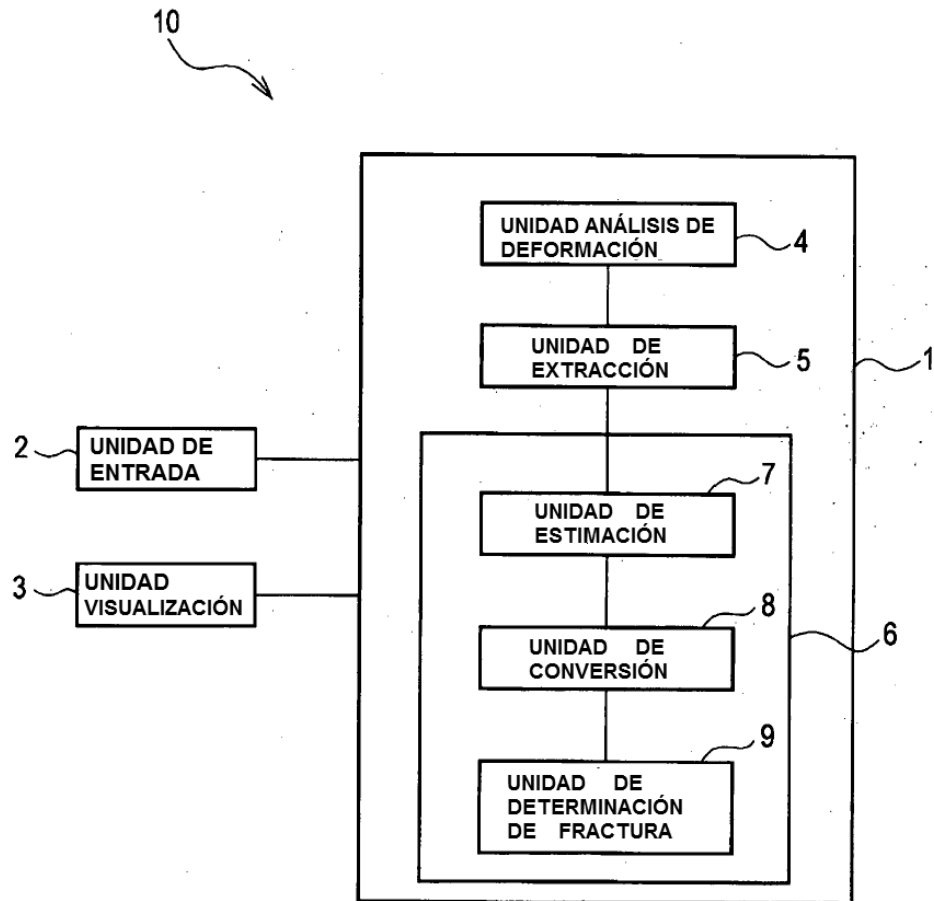 10
UNIDAD ANÁLISIS DE
DEFORMACIÓN
4
UNIDAD DE
EXTRACCIÓN
5
1
2
UNIDAD DE
ENTRADA
7
UNIDAD DE
ESTIMACIÓN
3
UNIDAD
VISUALIZACIÓN
8
UNIDAD DE
CONVERSIÓN
6
9
UNIDAD DE
DETERMINACIÓN
DE FRACTURA